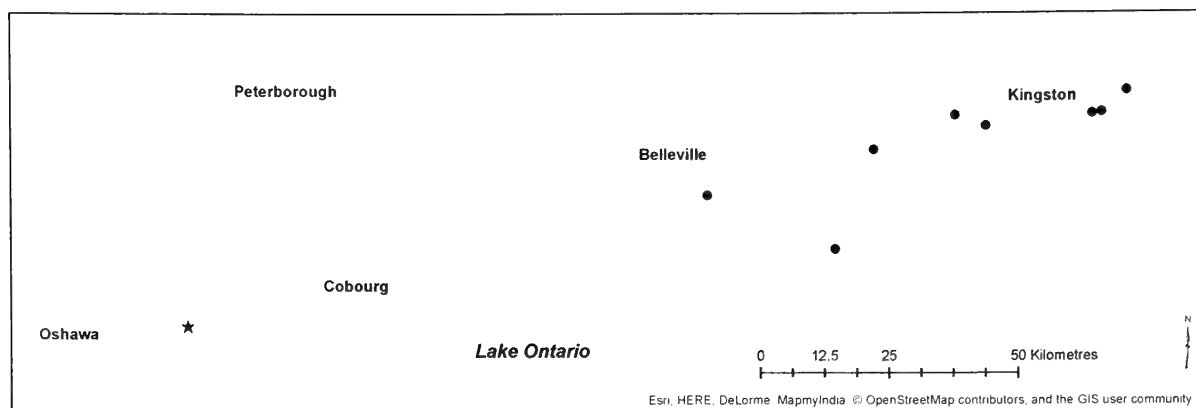 Peterborough
Kingston
Belleville
Cobourg
Oshawa
Lake Ontario
N
0 12.5 25 50 Kilometres
Esri, HERE, DeLorme MapmyIndia © OpenStreetMap contributors, and the GIS user community